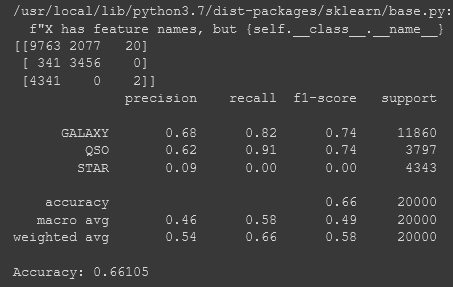 /usr/local/lib/python3.7/dist-packages/sklearn/base.py:
f"X has feature names, but {self.__class__.__name__}
[[9763 2077   20]
 [ 341 3456    0]
 [4341    0    2]]
precision    recall  f1-score   support
GALAXY       0.68      0.82      0.74     11860
QSO       0.62      0.91      0.74      3797
STAR       0.09      0.00      0.00      4343
accuracy                           0.66     20000
macro avg       0.46      0.58      0.49     20000
weighted avg       0.54      0.66      0.58     20000
Accuracy: 0.66105